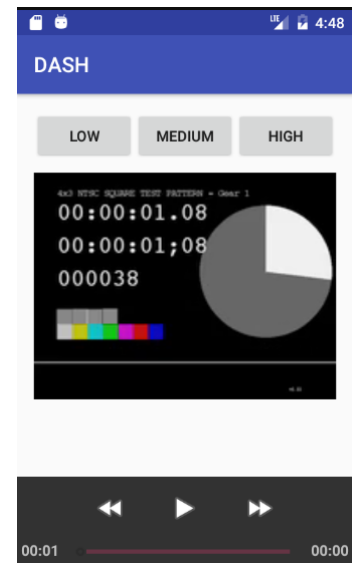 LTE 4:48
DASH
LOW MEDIUM HIGH
4x3 NTSC SQUARE TEST PATTERN - Gear 1
00:00:01.08
00:00:01;08
000038
00:01 00:00